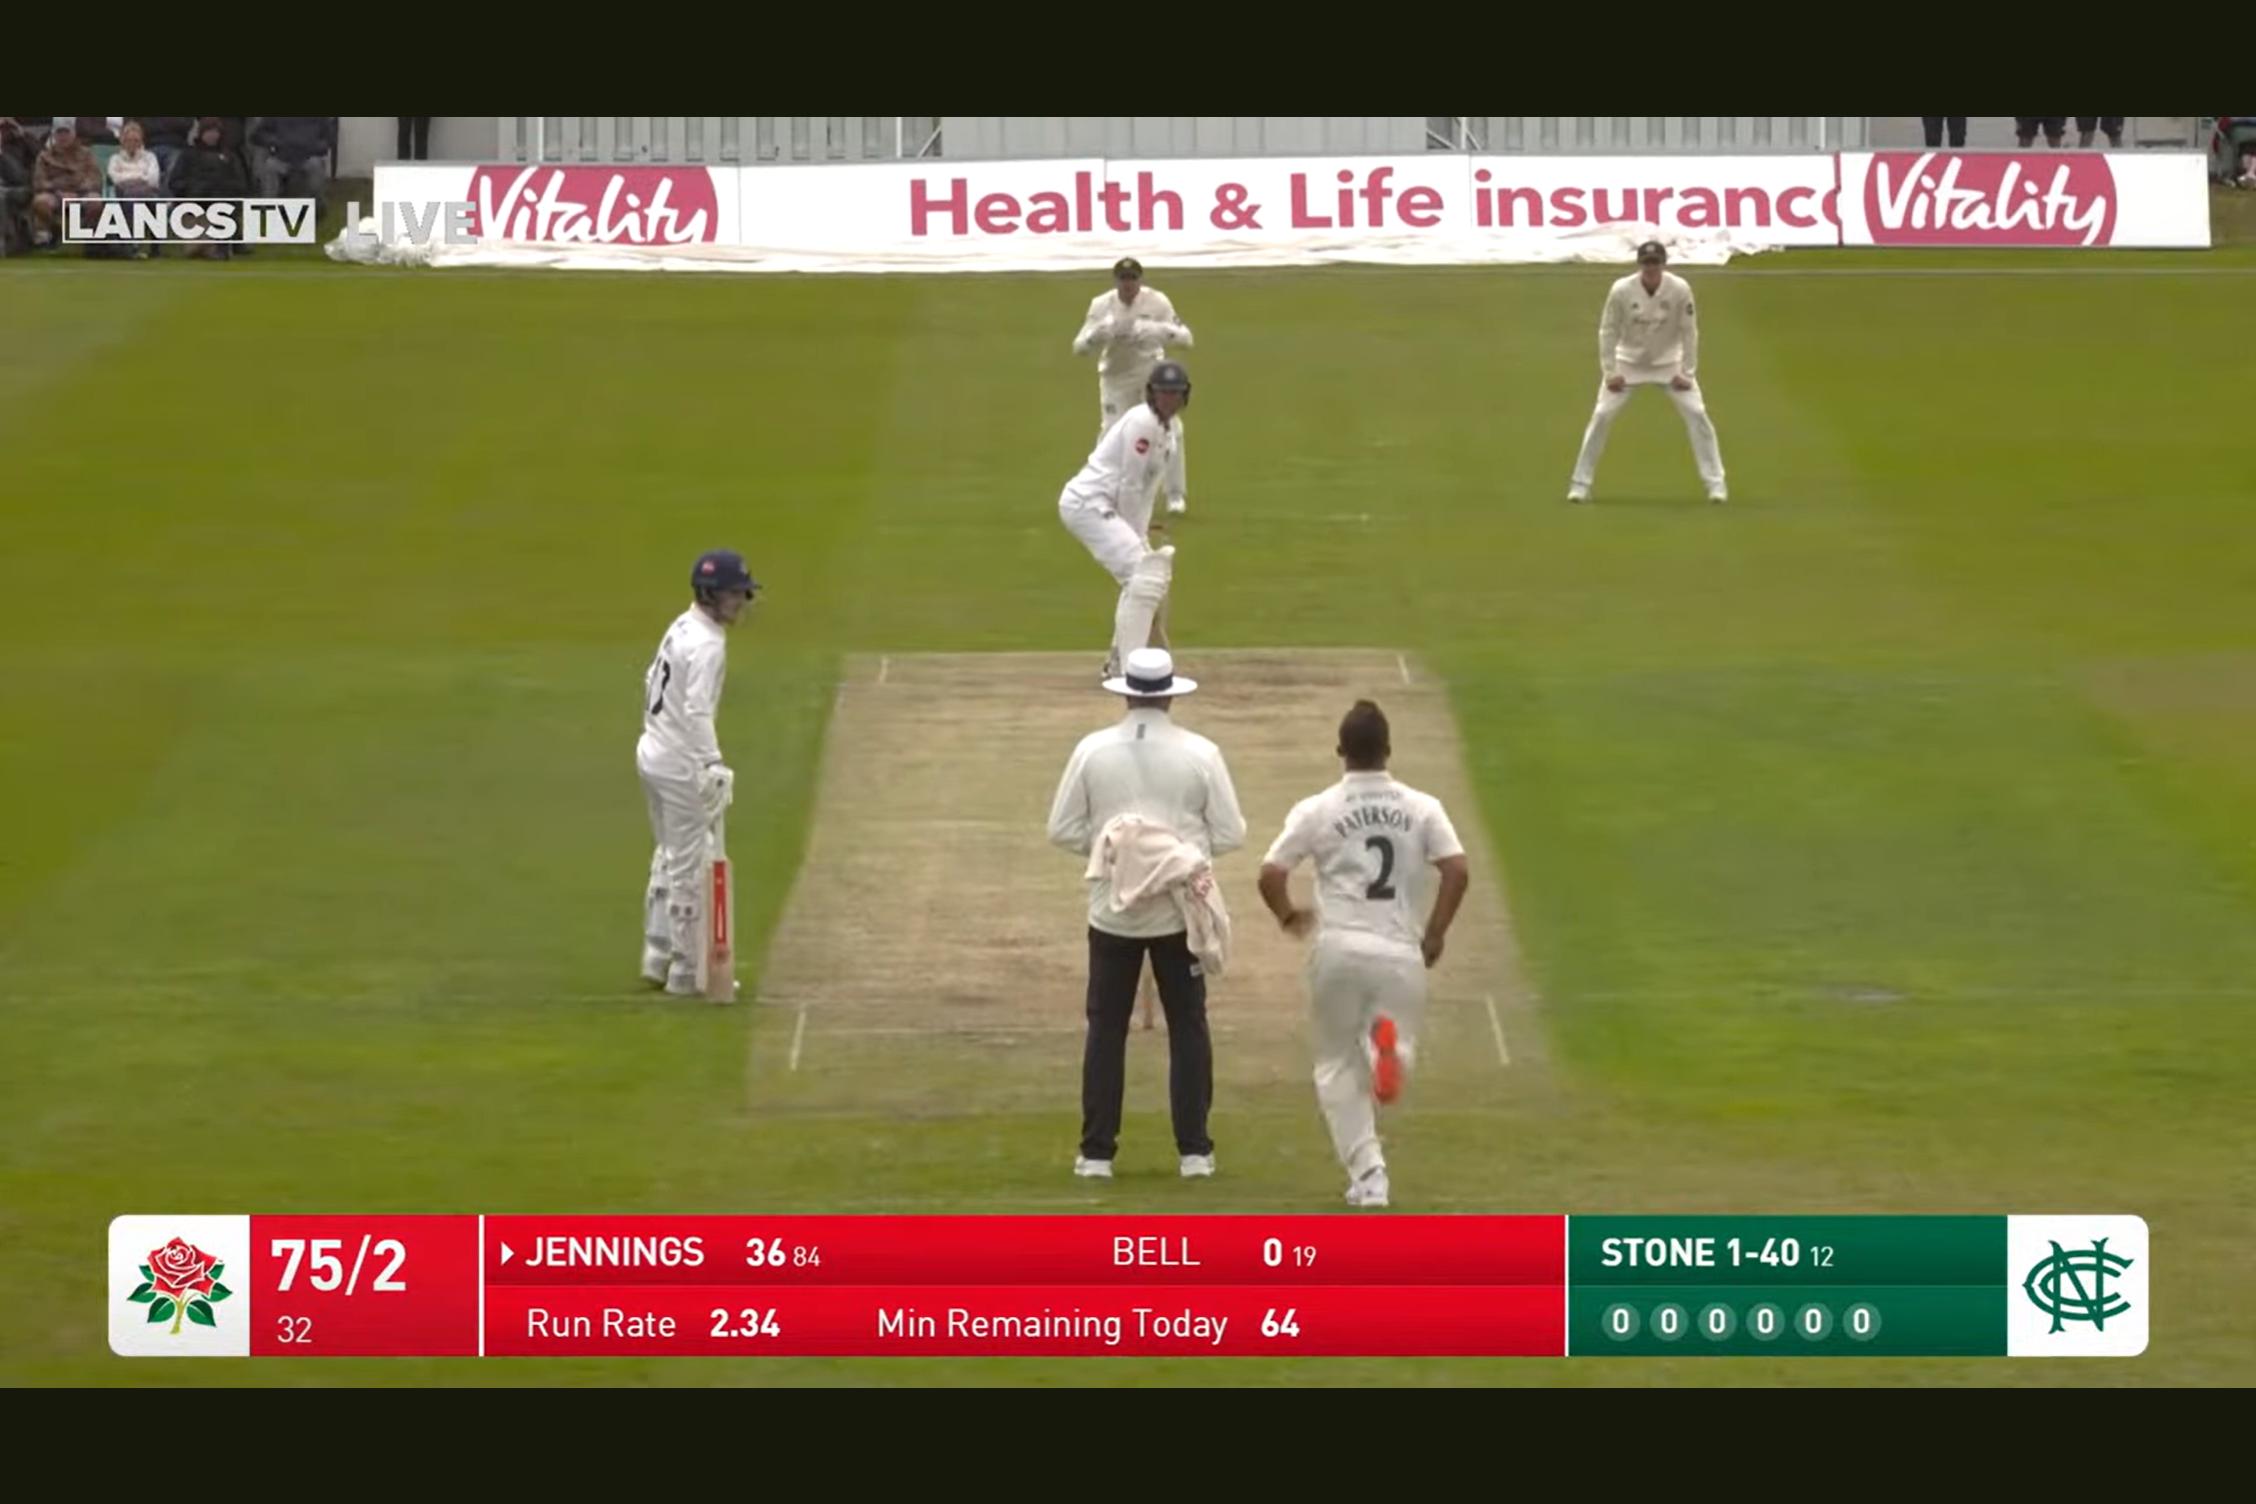 LANCS TV LIVE
Vitality
Health & Life insuranc
Vitality
PATERSON
2
75/2
32
JENNINGS 36 84
BELL 0 19
Run Rate 2.34
Min Remaining Today 64
STONE 1-40 12
0 0 0 0 0 0